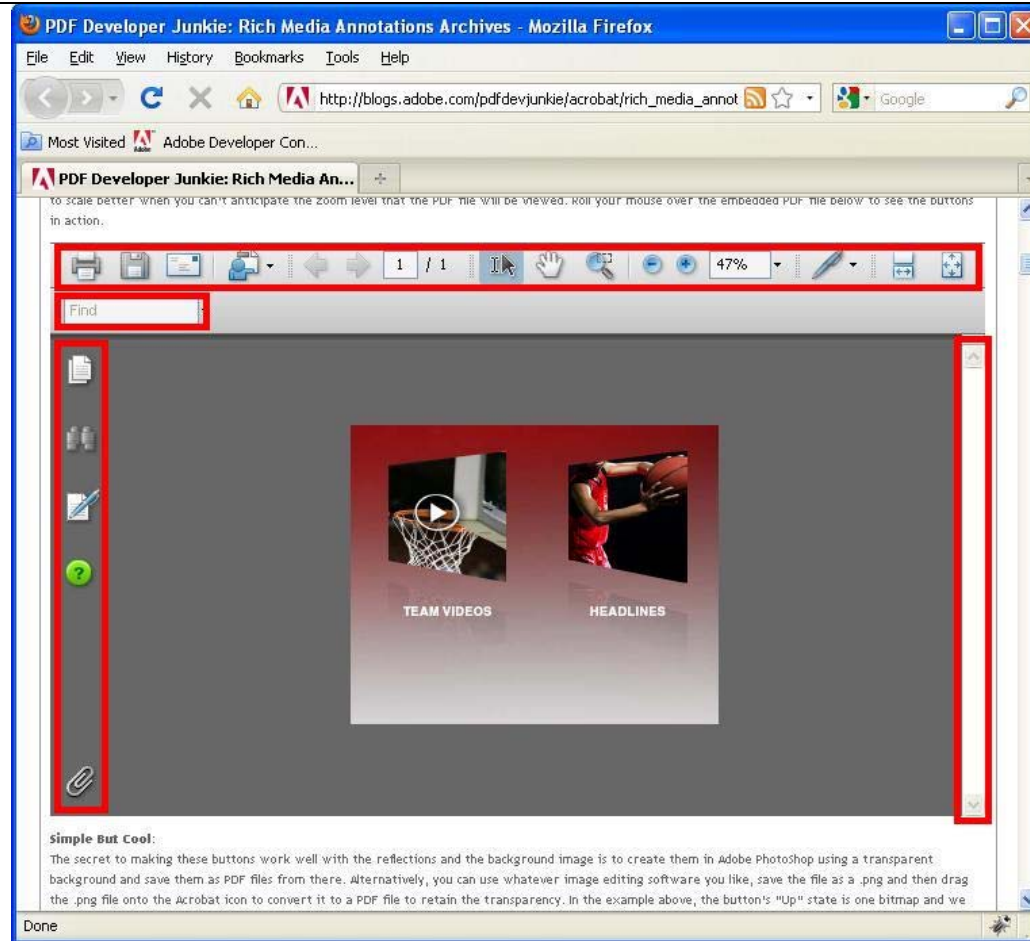 PDF Developer Junkie: Rich Media Annotations Archives - Mozilla Firefox
File Edit View History Bookmarks Tools Help
http://blogs.adobe.com/pdfdevjunkie/acrobat/rich_media_annot Google
Most Visited Adobe Developer Con...
PDF Developer Junkie: Rich Media An...
to scale better when you can't anticipate the zoom level that the PDF file will be viewed. Roll your mouse over the embedded PDF file below to see the buttons
in action.
1 / 1 47%
Find
TEAM VIDEOS HEADLINES
Simple But Cool:
The secret to making these buttons work well with the reflections and the background image is to create them in Adobe PhotoShop using a transparent
background and save them as PDF files from there. Alternatively, you can use whatever image editing software you like, save the file as a .png and then drag
the .png file onto the Acrobat icon to convert it to a PDF file to retain the transparency. In the example above, the button's "Up" state is one bitmap and we
Done